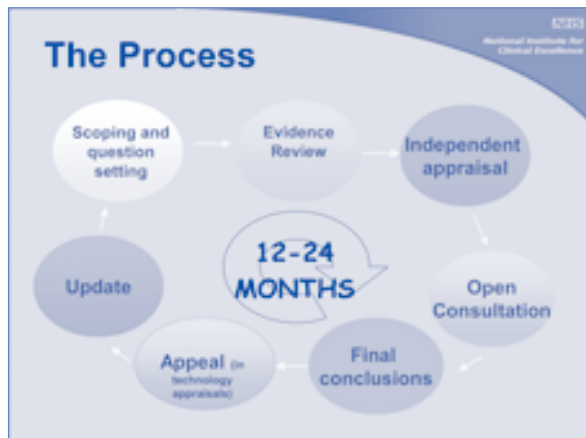 NHS
National Institute for
Clinical Excellence
The Process
Scoping and
question
setting
Evidence
Review
Independent
appraisal
12-24
MONTHS
Update
Open
Consultation
Appeal (in
technology
appraisals)
Final
conclusions